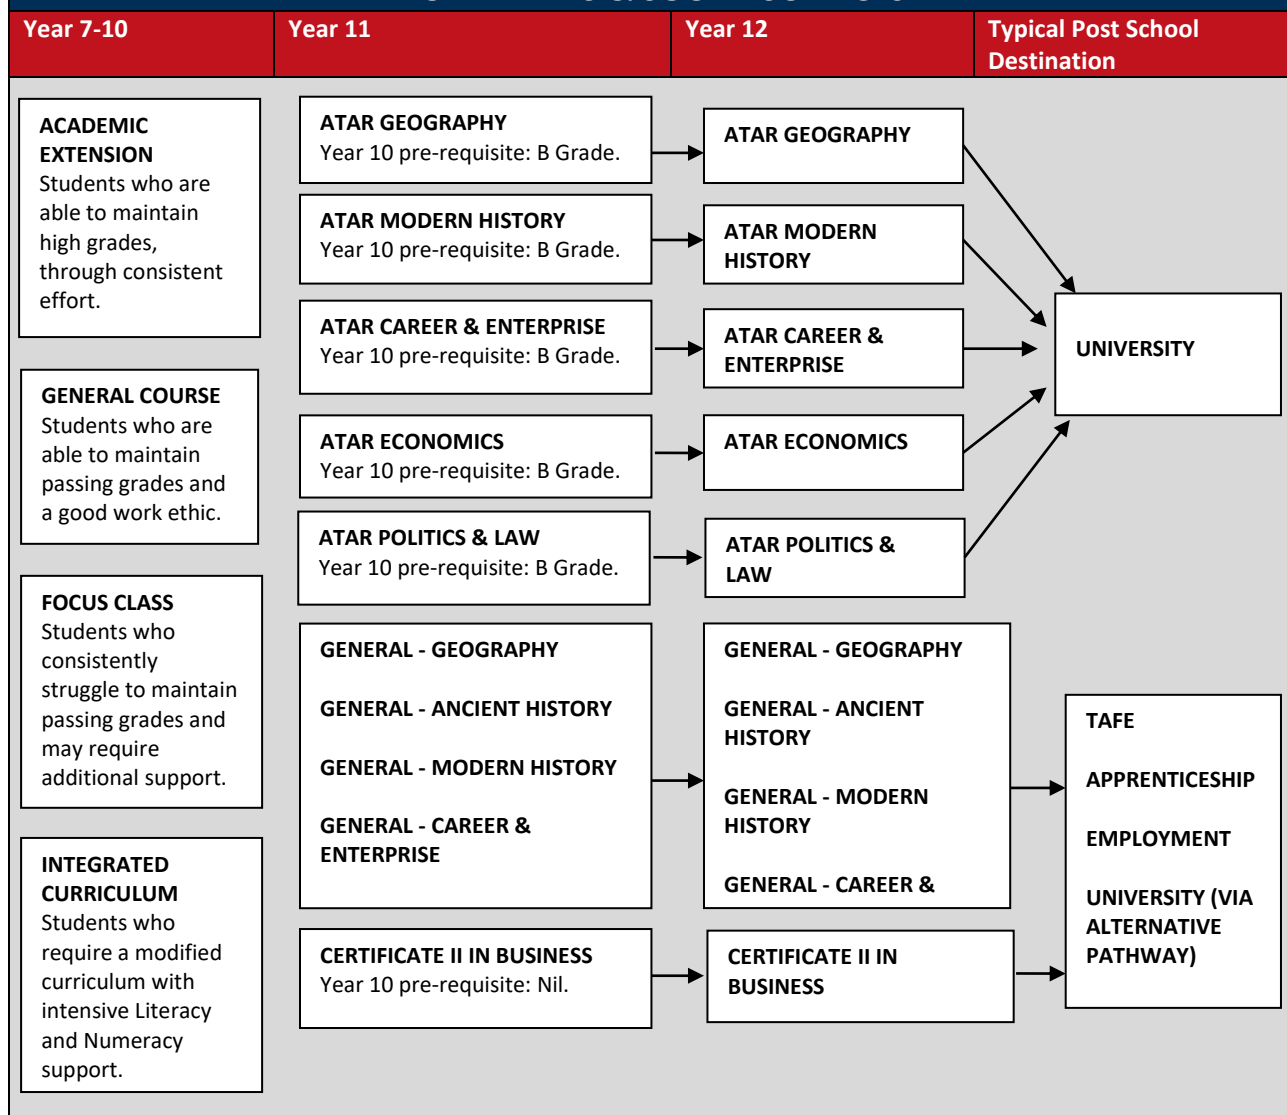 Year 7-10
Year 11
Year 12
Typical Post School
Destination
ACADEMIC
EXTENSION
Students who are
able to maintain
high grades,
through consistent
effort.
GENERAL COURSE
Students who are
able to maintain
passing grades and
a good work ethic.
FOCUS CLASS
Students who
consistently
struggle to maintain
passing grades and
may require
additional support.
INTEGRATED
CURRICULUM
Students who
require a modified
curriculum with
intensive Literacy
and Numeracy
support.
ATAR GEOGRAPHY
Year 10 pre-requisite: B Grade.
ATAR MODERN HISTORY
Year 10 pre-requisite: B Grade.
ATAR CAREER & ENTERPRISE
Year 10 pre-requisite: B Grade.
ATAR ECONOMICS
Year 10 pre-requisite: B Grade.
ATAR POLITICS & LAW
Year 10 pre-requisite: B Grade.
GENERAL - GEOGRAPHY
GENERAL - ANCIENT HISTORY
GENERAL - MODERN HISTORY
GENERAL - CAREER &
ENTERPRISE
CERTIFICATE II IN BUSINESS
Year 10 pre-requisite: Nil.
ATAR GEOGRAPHY
ATAR MODERN
HISTORY
ATAR CAREER &
ENTERPRISE
ATAR ECONOMICS
ATAR POLITICS &
LAW
GENERAL - GEOGRAPHY
GENERAL - ANCIENT
HISTORY
GENERAL - MODERN
HISTORY
GENERAL - CAREER &
CERTIFICATE II IN
BUSINESS
UNIVERSITY
TAFE
APPRENTICESHIP
EMPLOYMENT
UNIVERSITY (VIA
ALTERNATIVE
PATHWAY)